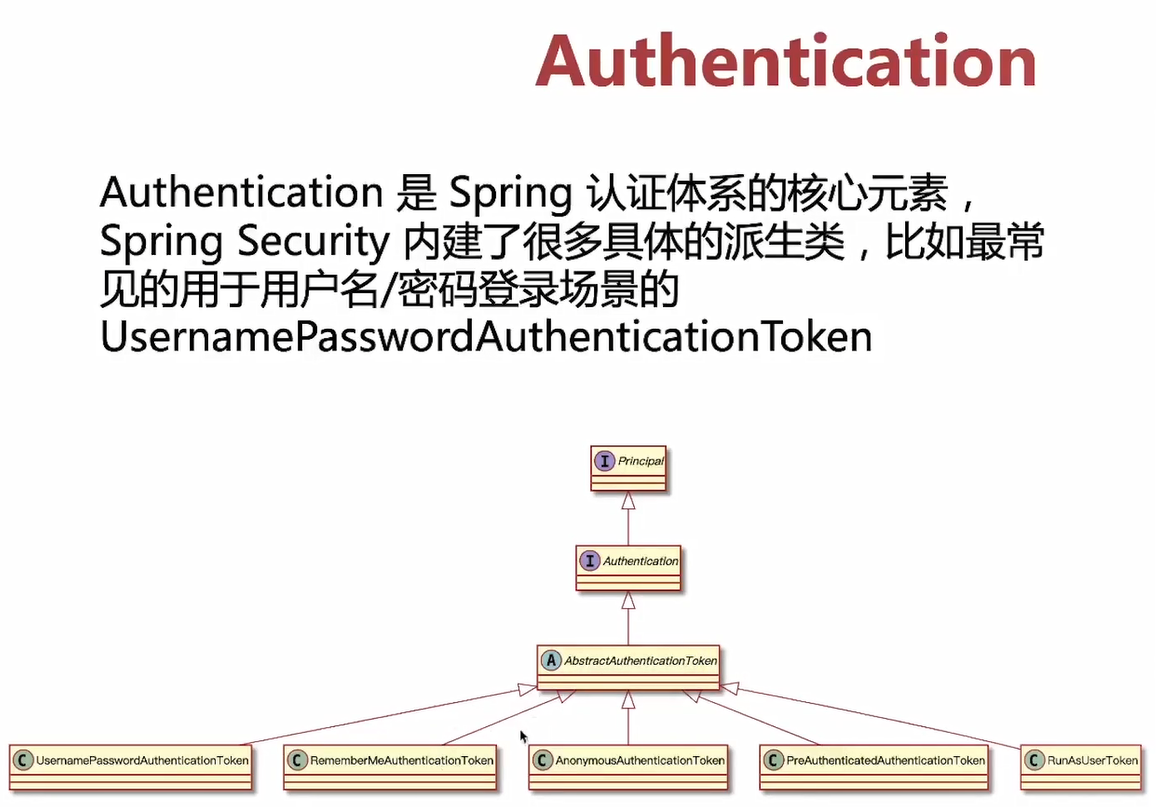 Authentication
Authentication 是 Spring 认证体系的核心元素，
Spring Security 内建了很多具体的派生类，比如最常
见的用于用户名/密码登录场景的
UsernamePasswordAuthenticationToken
I Principal
I Authentication
A AbstractAuthenticationToken
C UsernamePasswordAuthenticationToken
C RememberMeAuthenticationToken
C AnonymousAuthenticationToken
C PreAuthenticatedAuthenticationToken
C RunAsUserToken